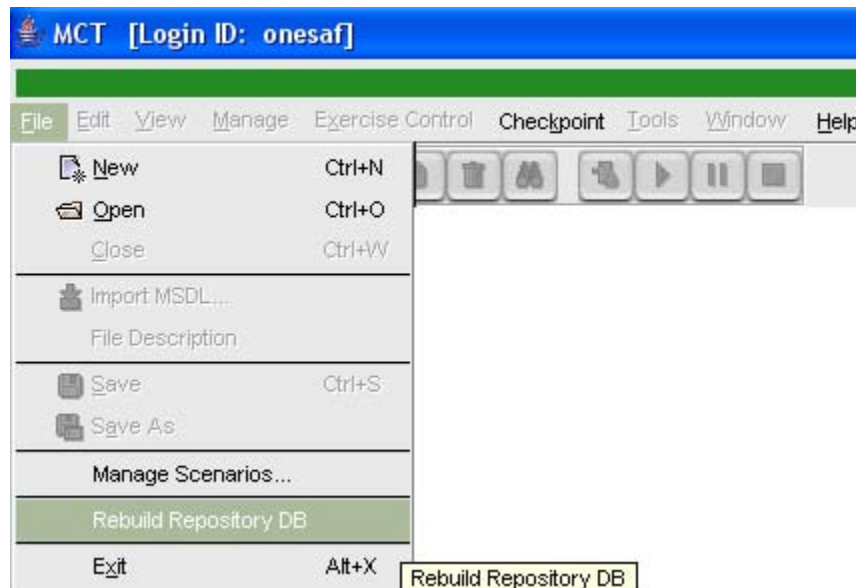 MCT [Login ID: onesaf]
File Edit View Manage Exercise Control Checkpoint Tools Window Help
New Ctrl+N
Open Ctrl+O
Close Ctrl+W
Import MSDL...
File Description
Save Ctrl+S
Save As
Manage Scenarios...
Rebuild Repository DB
Exit Alt+X
Rebuild Repository DB